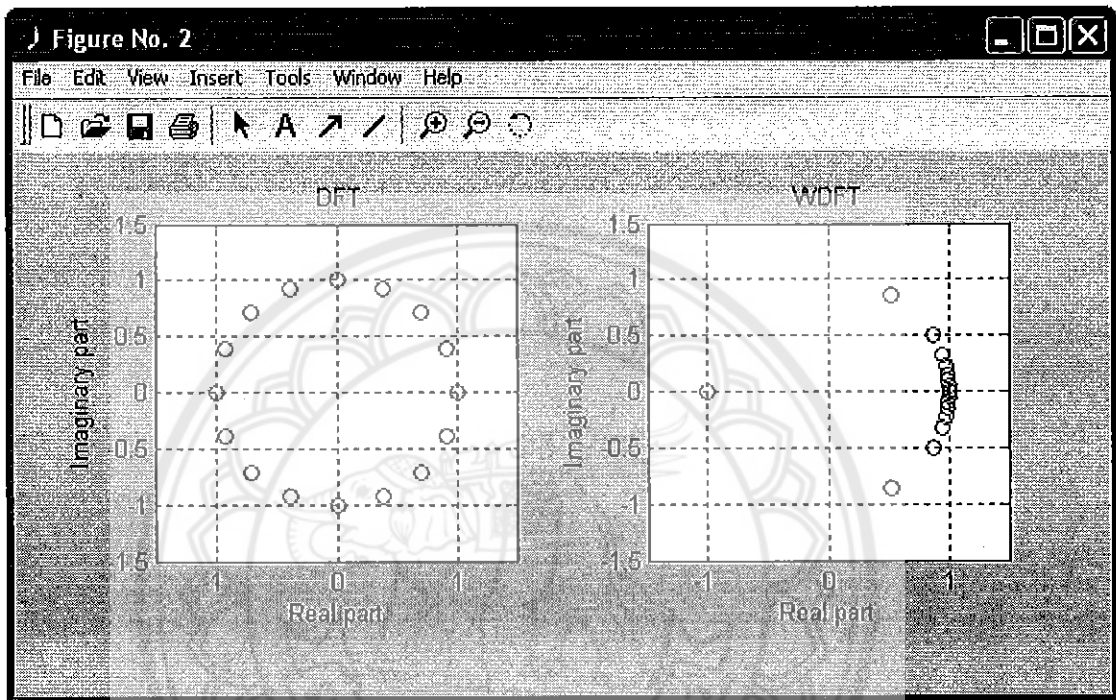 Figure No. 2
File Edit View Insert Tools Window Help
A
DFT
WDFT
1.5
1
0.5
0
0.5
-1
1.5
-1 0 1
Imaginary part
Real part
1.5
1
0.5
0
0.5
-1
1.5
-1 0 1
Imaginary part
Real part